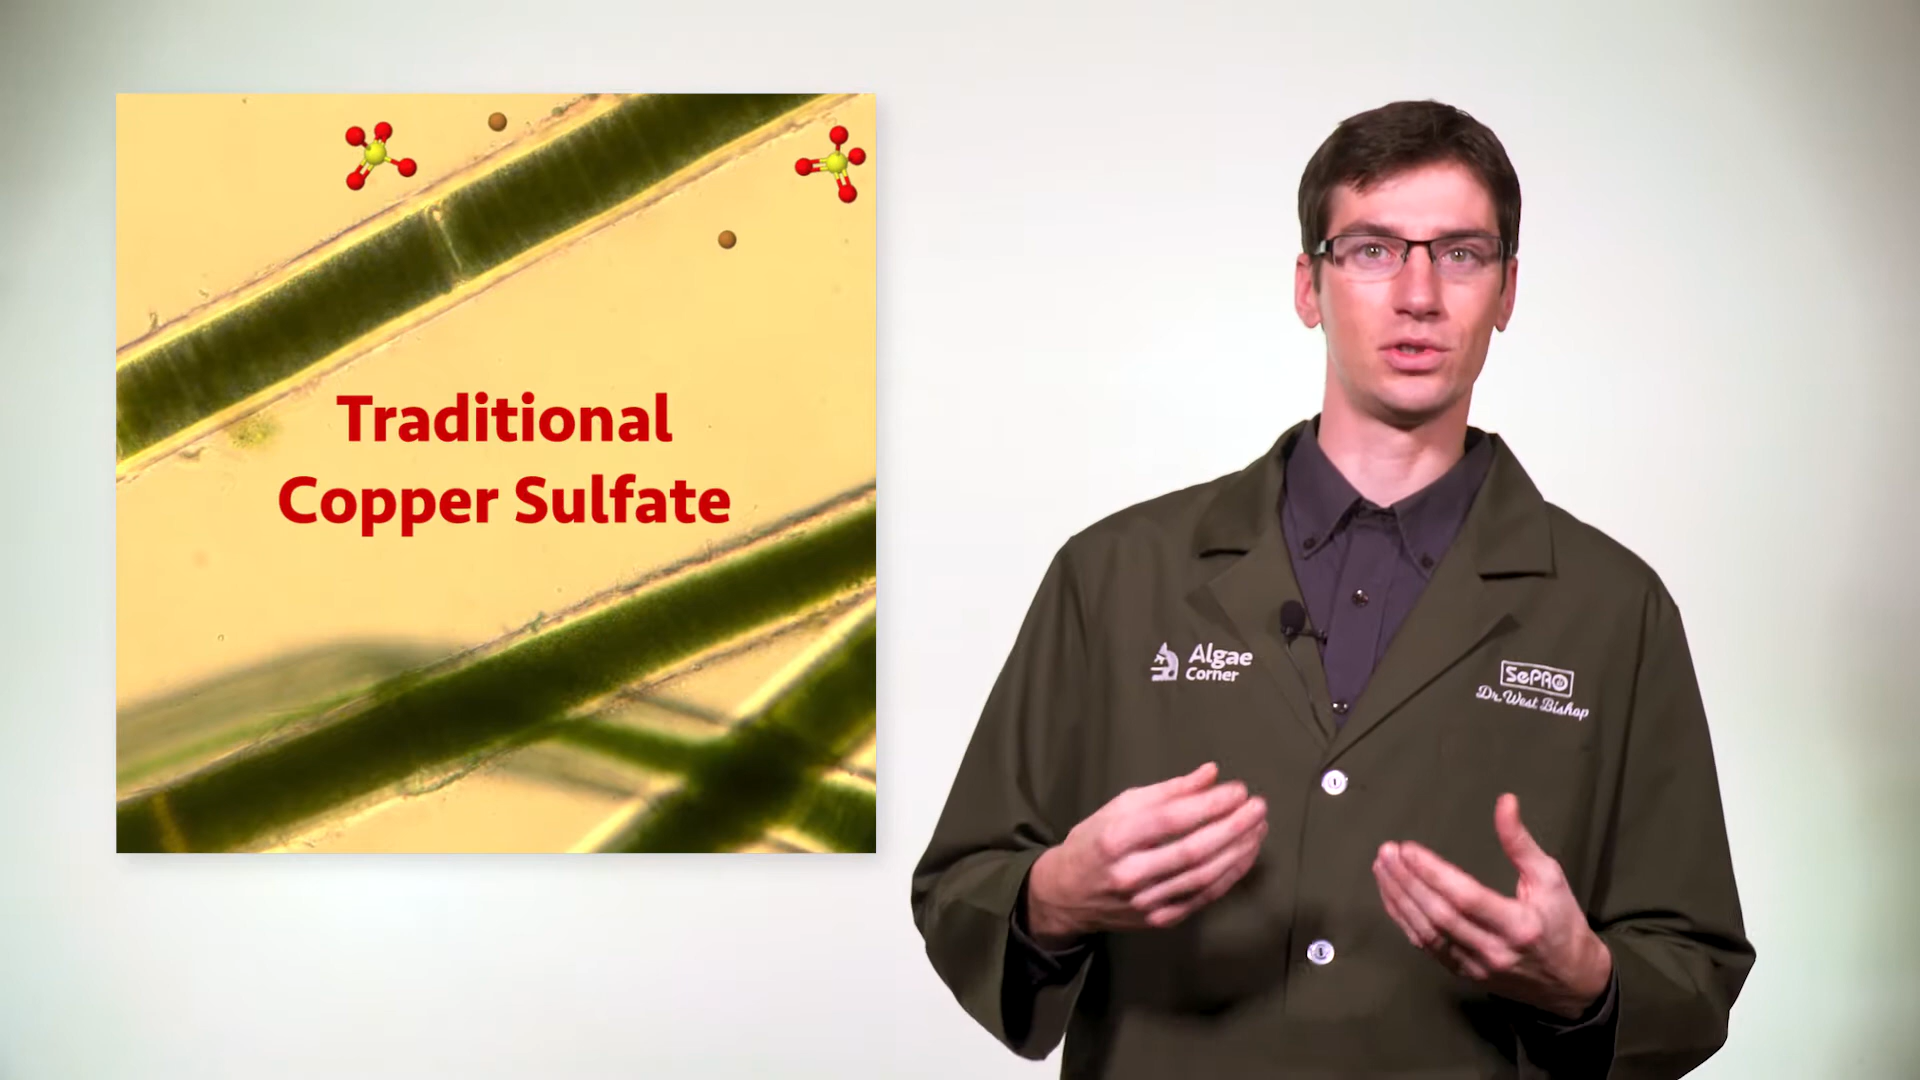 Traditional
Copper Sulfate
Algae
Corner
SePRO
Dr. West Bishop